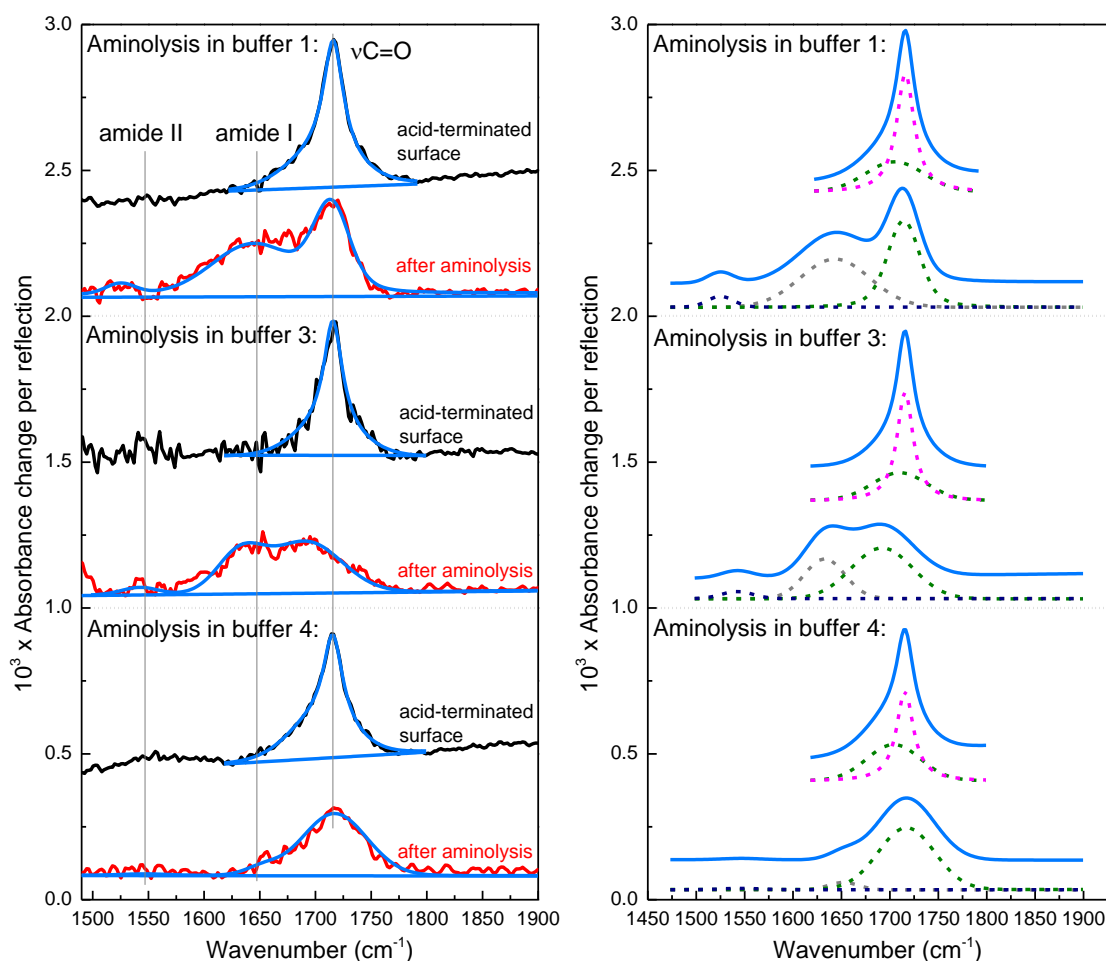 3.0
2.5
2.0
1.5
1.0
0.5
0.0
10³ x Absorbance change per reflection
Aminolysis in buffer 1:
νC=O
amide II
amide I
acid-terminated
surface
after aminolysis
Aminolysis in buffer 3:
acid-terminated
surface
after aminolysis
Aminolysis in buffer 4:
acid-terminated
surface
after aminolysis
1500 1550 1600 1650 1700 1750 1800 1850 1900
Wavenumber (cm⁻¹)
3.0
2.5
2.0
1.5
1.0
0.5
0.0
10³ x Absorbance change per reflection
Aminolysis in buffer 1:
Aminolysis in buffer 3:
Aminolysis in buffer 4:
1450 1500 1550 1600 1650 1700 1750 1800 1850 1900
Wavenumber (cm⁻¹)